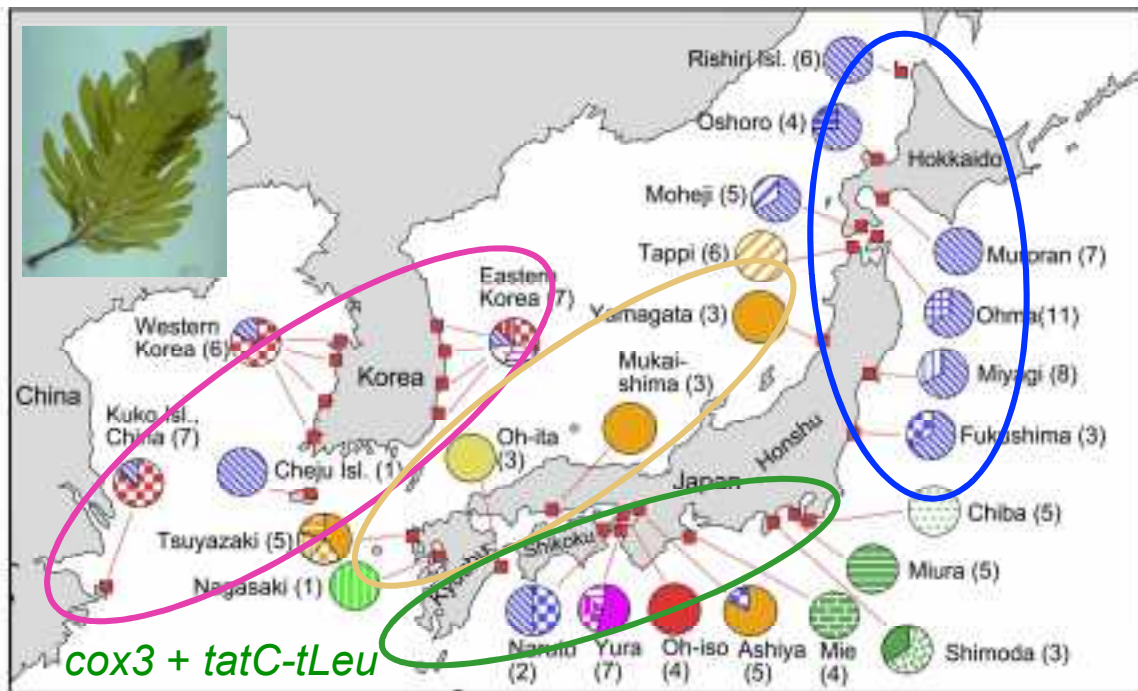 Rishiri Isl. (6)
Oshoro (4)
Hokkaido
Moheji (5)
Tappi (6)
Muroran (7)
Eastern
Korea (7)
Yamagata (3)
Ohma(11)
Western
Korea (6)
Mukai-
shima (3)
Miyagi (8)
Korea
China
Kuko Isl.,
China (7)
Oh-ita
(3)
Honshu
Fukushima (3)
Cheju Isl. (1)
Japan
Chiba (5)
Tsuyazaki (5)
Shikoku
Kyushu
Miura (5)
Nagasaki (1)
Naruto
(2)
Yura
(7)
Oh-iso
(4)
Ashiya
(5)
Mie
(4)
Shimoda (3)
cox3 + tatC-tLeu